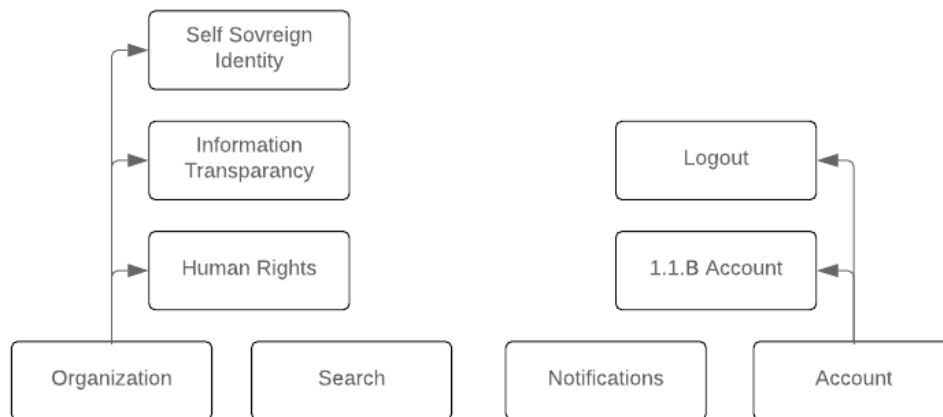 Self Sovreign
Identity
Information
Transparancy
Logout
Human Rights
1.1.B Account
Organization
Search
Notifications
Account